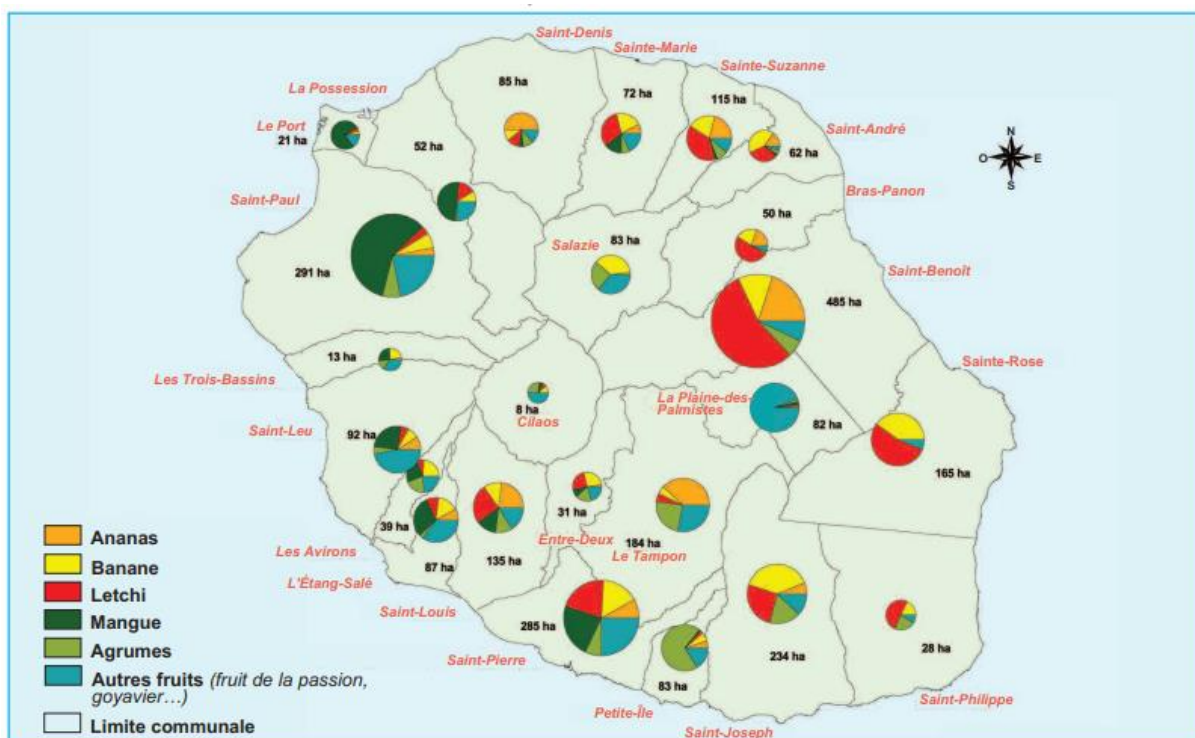 Saint-Denis
Sainte-Marie
Sainte-Suzanne
La Possession
85 ha
72 ha
115 ha
Le Port
21 ha
52 ha
Saint-André
62 ha
N
O
E
S
Saint-Paul
Bras-Panon
50 ha
Salazie
83 ha
291 ha
Saint-Benoît
485 ha
13 ha
Sainte-Rose
Les Trois-Bassins
8 ha
Cilaos
La Plaine-des-
Palmistes
82 ha
Saint-Leu
92 ha
165 ha
39 ha
31 ha
Entre-Deux
184 ha
Le Tampon
Les Avirons
87 ha
135 ha
L'Étang-Salé
Saint-Louis
285 ha
Saint-Pierre
83 ha
234 ha
28 ha
Petite-Île
Saint-Joseph
Saint-Philippe
Ananas
Banane
Letchi
Mangue
Agrumes
Autres fruits (fruit de la passion,
goyavier…)
Limite communale